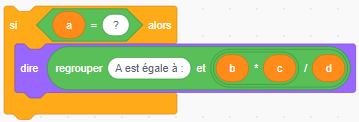 si a = ? alors
dire regrouper A est égale à : et b * c / d